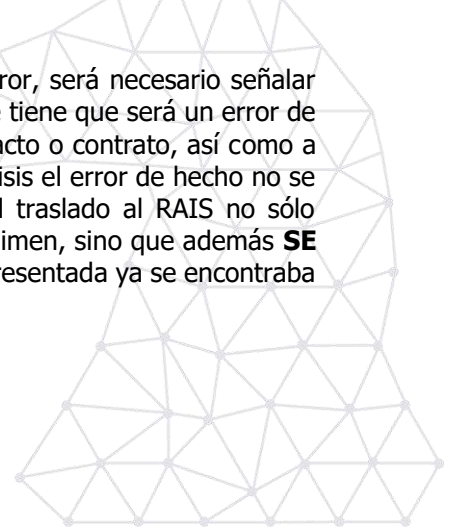 ror, será necesario señalar
tiene que será un error de
acto o contrato, así como a
isis el error de hecho no se
traslado al RAIS no sólo
imen, sino que además SE
resentada ya se encontraba